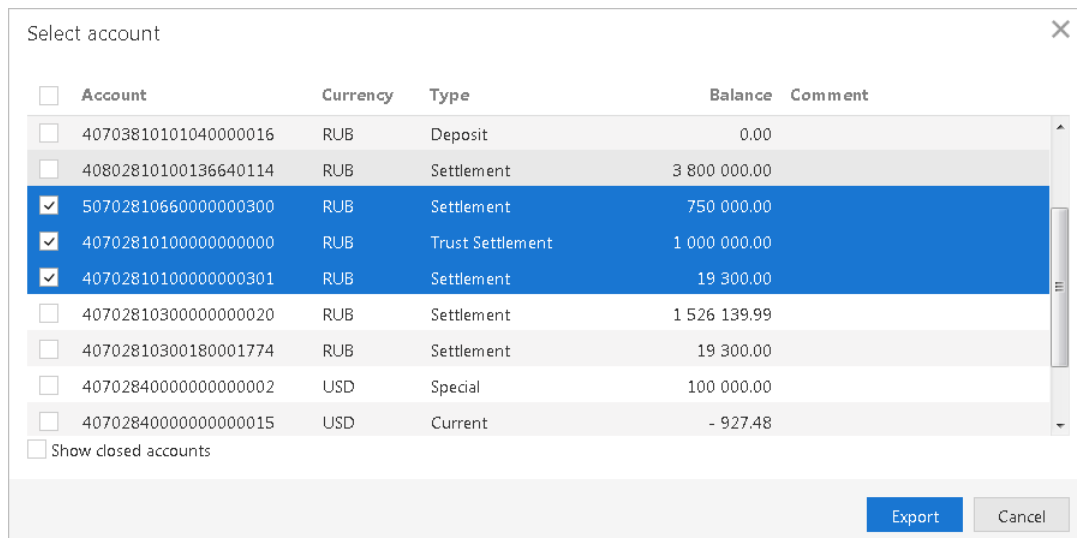 Select account
Account Currency Type Balance Comment
40703810101040000016 RUB Deposit 0.00
40802810100136640114 RUB Settlement 3 800 000.00
50702810660000000300 RUB Settlement 750 000.00
40702810100000000000 RUB Trust Settlement 1 000 000.00
40702810100000000301 RUB Settlement 19 300.00
40702810300000000020 RUB Settlement 1 526 139.99
40702810300180001774 RUB Settlement 19 300.00
40702840000000000002 USD Special 100 000.00
40702840000000000015 USD Current - 927.48
Show closed accounts
Export Cancel